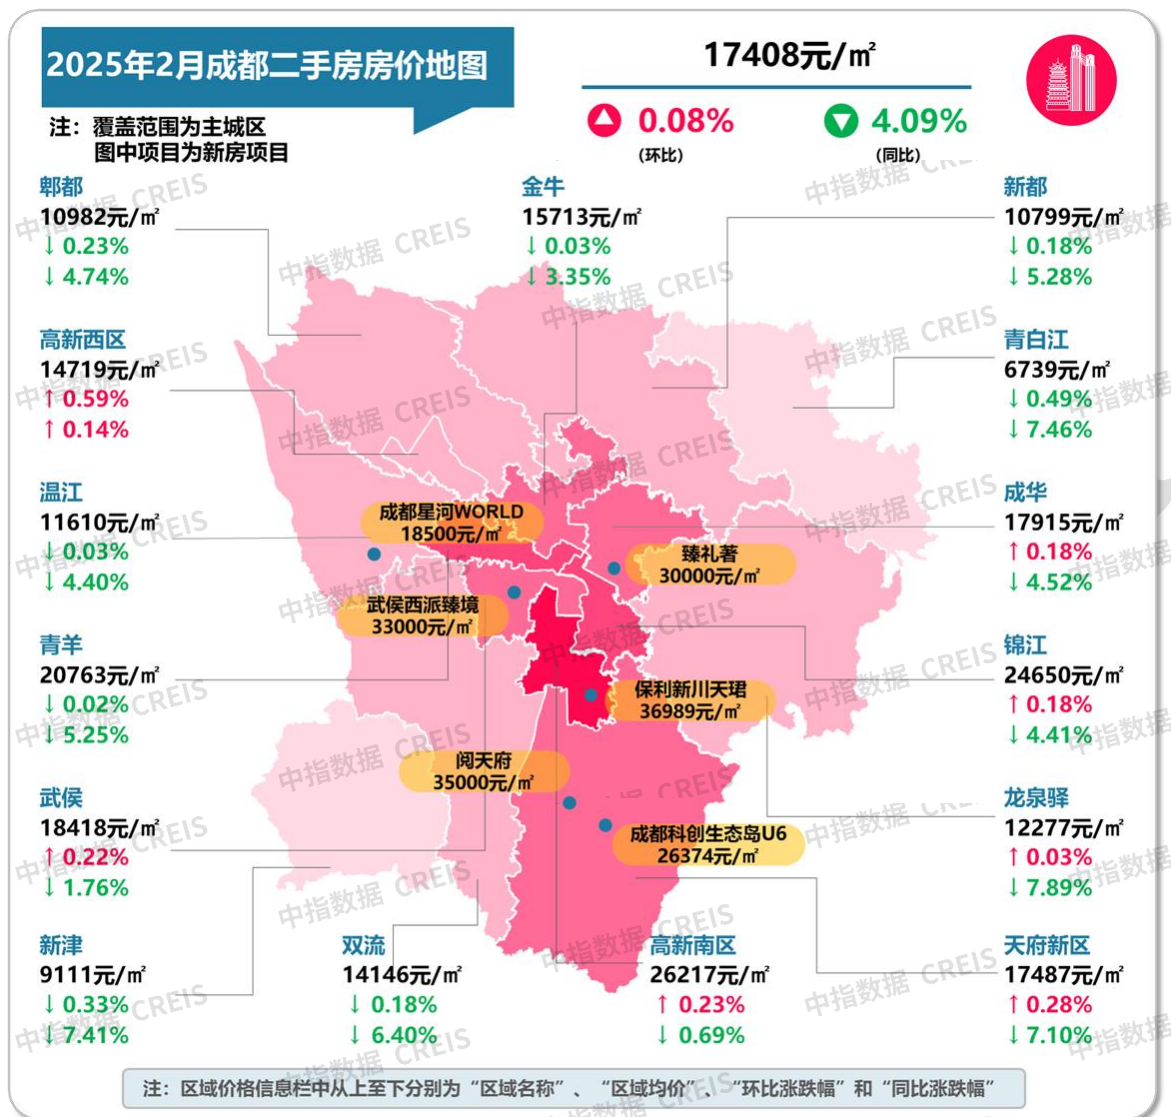 2025年2月成都二手房房价地图
注：覆盖范围为主城区
图中项目为新房项目
17408元/㎡
0.08%
(环比)
4.09%
(同比)
郫都
10982元/㎡
↓ 0.23%
↓ 4.74%
金牛
15713元/㎡
↓ 0.03%
↓ 3.35%
新都
10799元/㎡
↓ 0.18%
↓ 5.28%
高新西区
14719元/㎡
↑ 0.59%
↑ 0.14%
青白江
6739元/㎡
↓ 0.49%
↓ 7.46%
温江
11610元/㎡
↓ 0.03%
↓ 4.40%
成都星河WORLD
18500元/㎡
成华
17915元/㎡
↑ 0.18%
↓ 4.52%
臻礼著
30000元/㎡
武侯西派臻境
33000元/㎡
青羊
20763元/㎡
↓ 0.02%
↓ 5.25%
锦江
24650元/㎡
↑ 0.18%
↓ 4.41%
保利新川天珺
36989元/㎡
阅天府
35000元/㎡
武侯
18418元/㎡
↑ 0.22%
↓ 1.76%
龙泉驿
12277元/㎡
↑ 0.03%
↓ 7.89%
成都科创生态岛U6
26374元/㎡
新津
9111元/㎡
↓ 0.33%
↓ 7.41%
双流
14146元/㎡
↓ 0.18%
↓ 6.40%
高新南区
26217元/㎡
↑ 0.23%
↓ 0.69%
天府新区
17487元/㎡
↑ 0.28%
↓ 7.10%
注：区域价格信息栏中从上至下分别为“区域名称”、“区域均价”、“环比涨跌幅”和“同比涨跌幅”
中指数据 CREIS